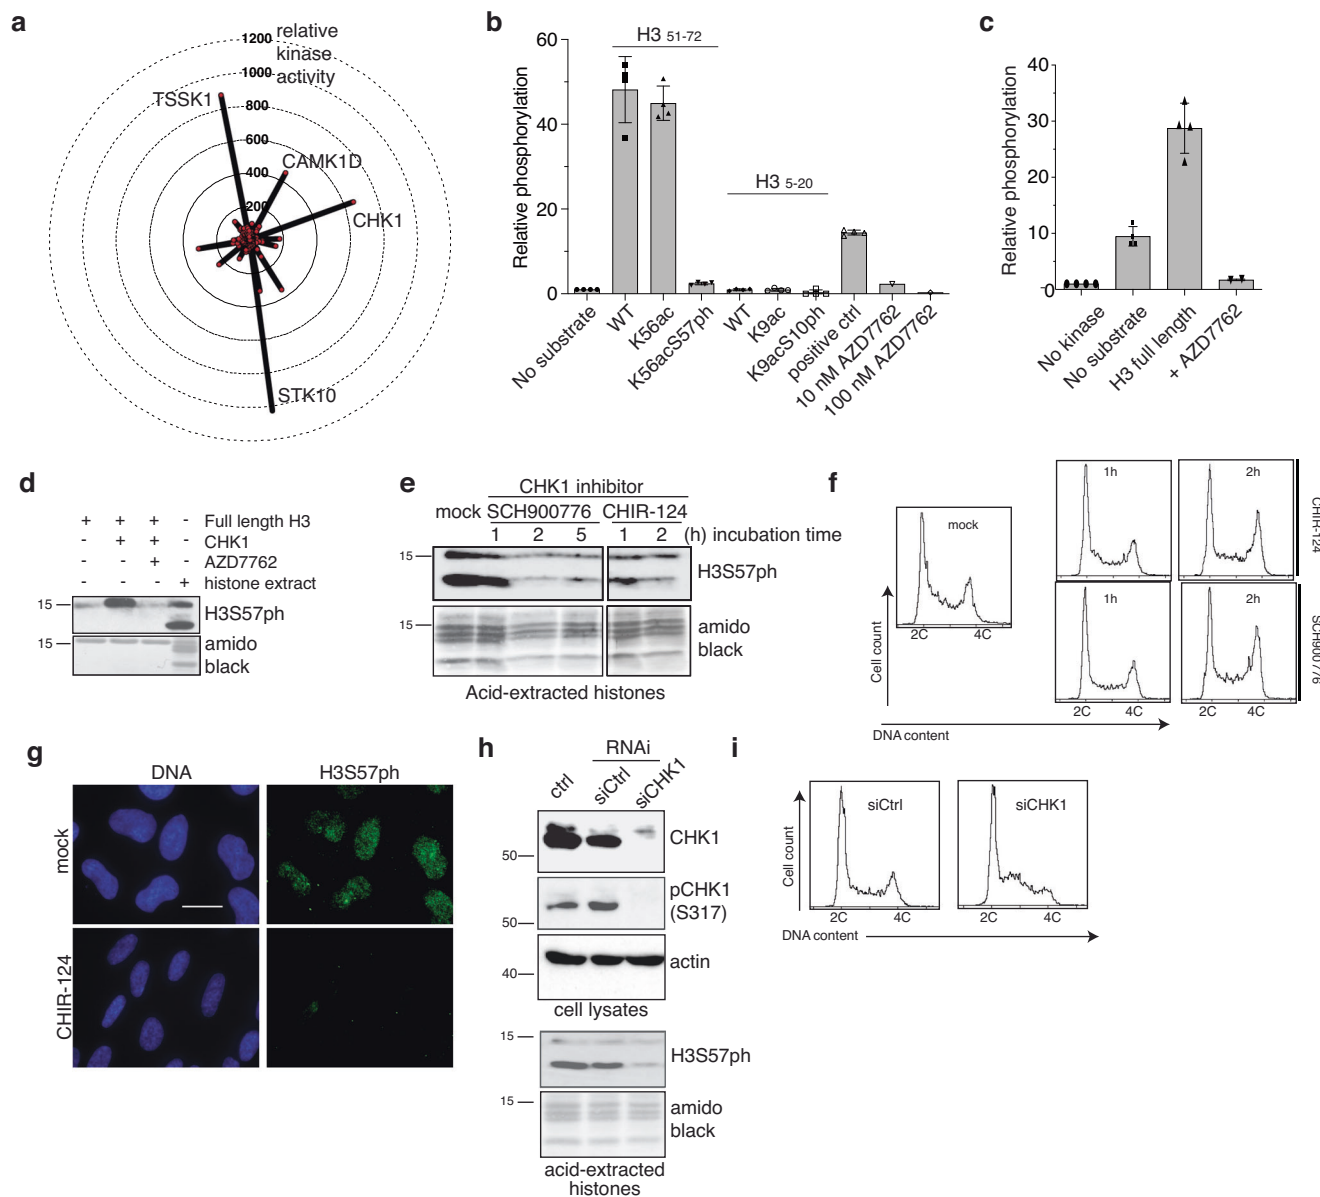 a
relative
kinase
activity
1200
1000
800
600
400
200
TSSK1
CAMK1D
CHK1
STK10
b
Relative phosphorylation
60
40
20
0
H3 51-72
H3 5-20
No substrate
WT
K56ac
K56acS57ph
WT
K9ac
K9acS10ph
positive ctrl
10 nM AZD7762
100 nM AZD7762
c
Relative phosphorylation
40
30
20
10
0
No kinase
No substrate
H3 full length
+ AZD7762
d
+ + + - Full length H3
- + + - CHK1
- - + - AZD7762
- - - + histone extract
15
H3S57ph
15
amido
black
e
CHK1 inhibitor
mock SCH900776 CHIR-124
1 2 5 1 2 (h) incubation time
15
H3S57ph
15
amido
black
Acid-extracted histones
f
mock
2C 4C
Cell count
DNA content
1h 2h
CHIR-124
1h 2h
SCH900776
2C 4C 2C 4C
g
DNA H3S57ph
mock
CHIR-124
h
RNAi
ctrl siCtrl siCHK1
CHK1
50
pCHK1
(S317)
50
actin
40
cell lysates
15
H3S57ph
15
amido
black
acid-extracted
histones
i
siCtrl siCHK1
Cell count
2C 4C 2C 4C
DNA content